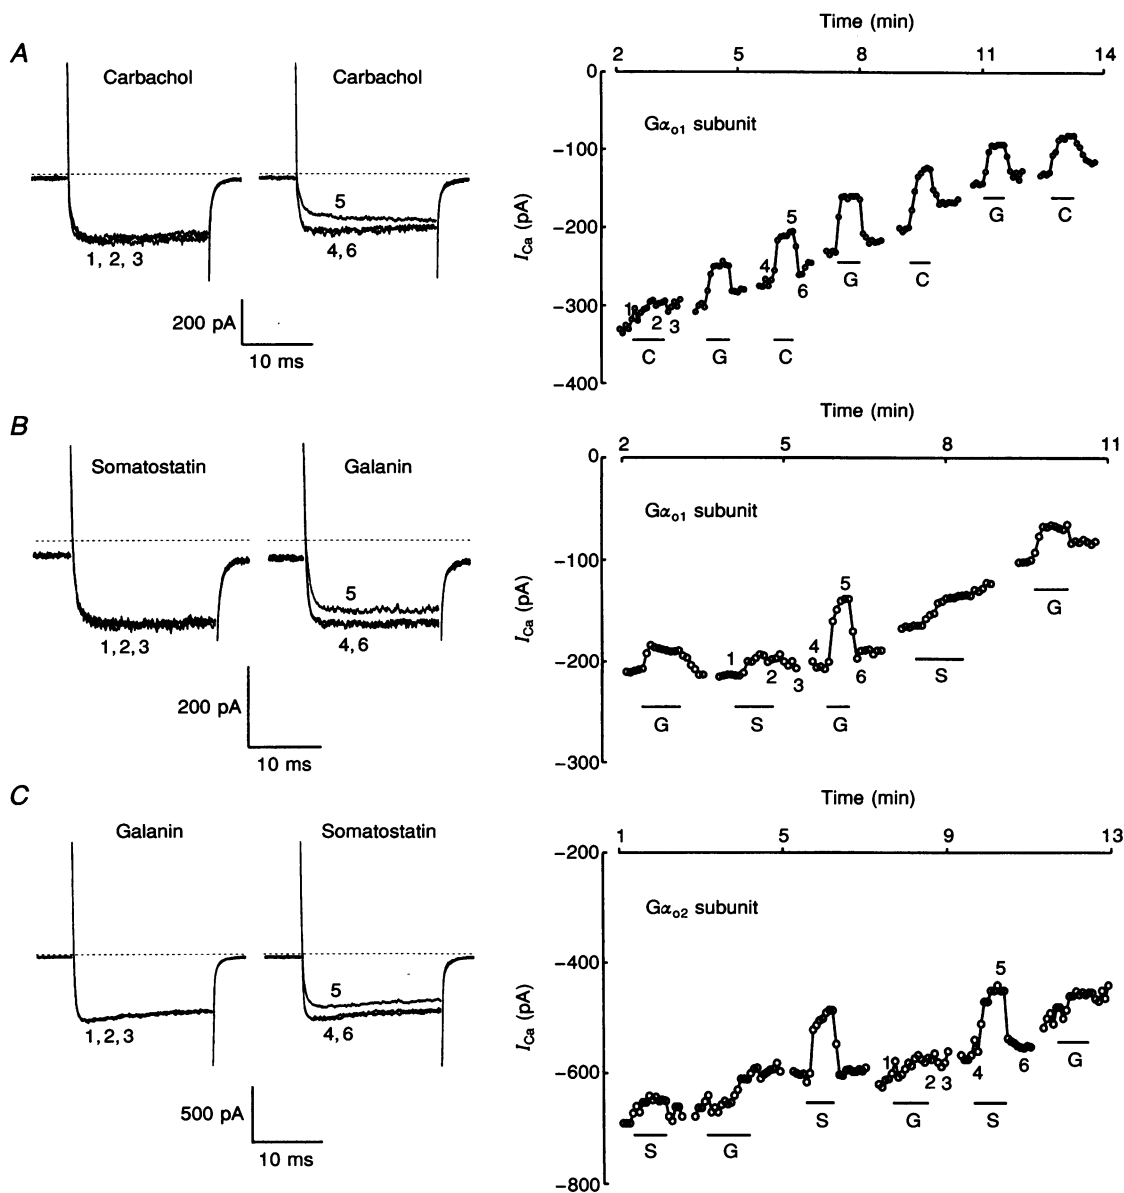 A
Carbachol
Carbachol
5
1, 2, 3
4, 6
200 pA
10 ms
Time (min)
2 5 8 11 14
Gαo1 subunit
0
−100
−200
−300
−400
ICa (pA)
1 2 3
4 5 6
C G C G C G C
B
Somatostatin
Galanin
5
1, 2, 3
4, 6
200 pA
10 ms
Time (min)
2 5 8 11
Gαo1 subunit
0
−100
−200
−300
ICa (pA)
1 2 3 4 5 6
G S G S G
C
Galanin
Somatostatin
5
1, 2, 3
4, 6
500 pA
10 ms
Time (min)
1 5 9 13
Gαo2 subunit
−200
−400
−600
−800
ICa (pA)
1 2 3 4 5 6
S G S G S G